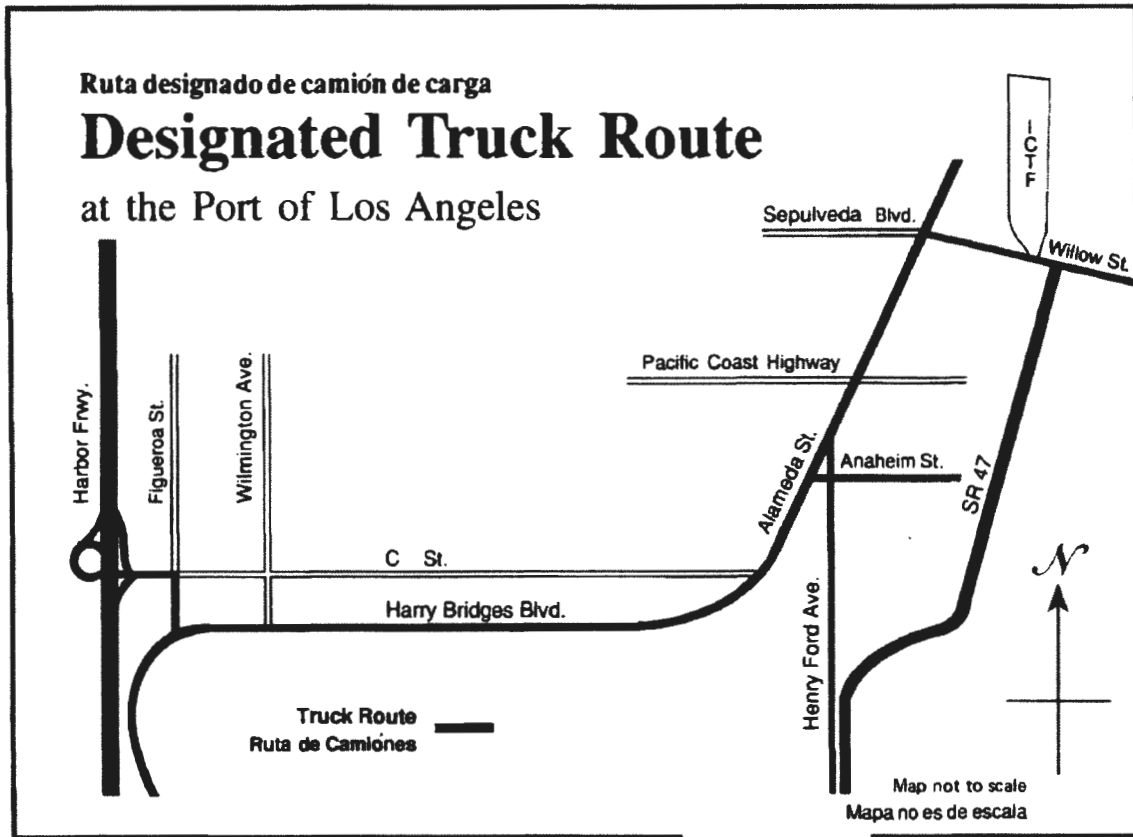 Ruta designado de camión de carga
Designated Truck Route
at the Port of Los Angeles
ICTF
Sepulveda Blvd.
Willow St.
Pacific Coast Highway
Harbor Frwy.
Figueroa St.
Wilmington Ave.
Alameda St.
Anaheim St.
SR 47
C St.
Harry Bridges Blvd.
Henry Ford Ave.
N
Truck Route
Ruta de Camiónes
Map not to scale
Mapa no es de escala